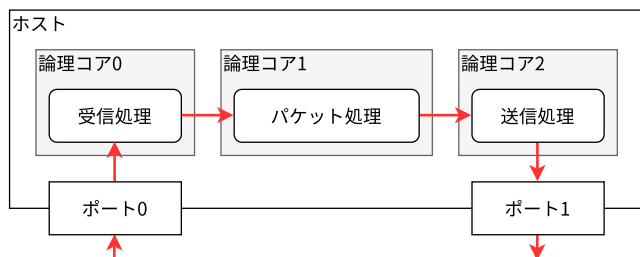 ホスト
論理コア0
論理コア1
論理コア2
受信処理
パケット処理
送信処理
ポート0
ポート1